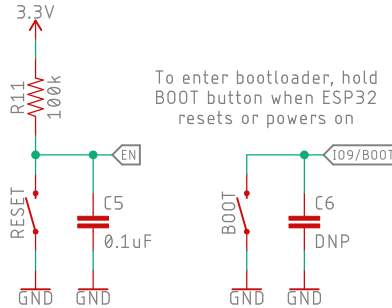 3.3V
R11
100k
To enter bootloader, hold
BOOT button when ESP32
resets or powers on
EN
IO9/BOOT
RESET
C5
0.1uF
BOOT
C6
DNP
GND
GND
GND
GND